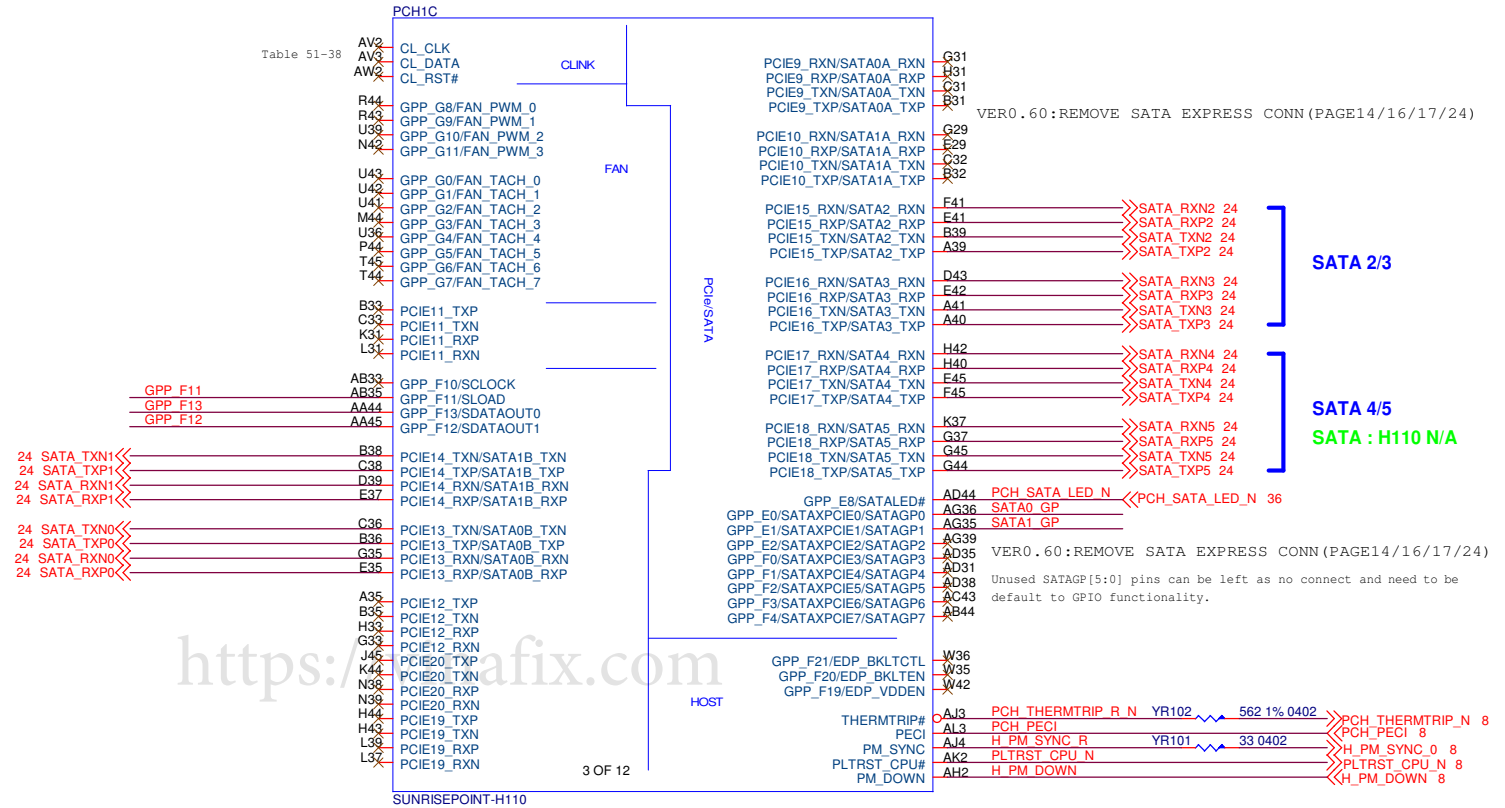 PCH1C
Table 51-38
AV2 CL_CLK
AV3 CL_DATA
AW2 CL_RST#
CLINK
R44 GPP_G8/FAN_PWM_0
R43 GPP_G9/FAN_PWM_1
U39 GPP_G10/FAN_PWM_2
N42 GPP_G11/FAN_PWM_3
FAN
U43 GPP_G0/FAN_TACH_0
U42 GPP_G1/FAN_TACH_1
U41 GPP_G2/FAN_TACH_2
M44 GPP_G3/FAN_TACH_3
U36 GPP_G4/FAN_TACH_4
P44 GPP_G5/FAN_TACH_5
T45 GPP_G6/FAN_TACH_6
T44 GPP_G7/FAN_TACH_7
B33 PCIE11_TXP
C33 PCIE11_TXN
K31 PCIE11_RXP
L31 PCIE11_RXN
AB33 GPP_F10/SCLOCK
GPP_F11 AB35 GPP_F11/SLOAD
GPP_F13 AA44 GPP_F13/SDATAOUT0
GPP_F12 AA45 GPP_F12/SDATAOUT1
24 SATA_TXN1 B38 PCIE14_TXN/SATA1B_TXN
24 SATA_TXP1 C38 PCIE14_TXP/SATA1B_TXP
24 SATA_RXN1 D39 PCIE14_RXN/SATA1B_RXN
24 SATA_RXP1 E37 PCIE14_RXP/SATA1B_RXP
24 SATA_TXN0 C36 PCIE13_TXN/SATA0B_TXN
24 SATA_TXP0 B36 PCIE13_TXP/SATA0B_TXP
24 SATA_RXN0 G35 PCIE13_RXN/SATA0B_RXN
24 SATA_RXP0 E35 PCIE13_RXP/SATA0B_RXP
A35 PCIE12_TXP
B35 PCIE12_TXN
H33 PCIE12_RXP
G33 PCIE12_RXN
J45 PCIE20_TXP
K44 PCIE20_TXN
N38 PCIE20_RXP
N39 PCIE20_RXN
H44 PCIE19_TXP
H43 PCIE19_TXN
L39 PCIE19_RXP
L37 PCIE19_RXN
PCIe/SATA
HOST
3 OF 12
SUNRISEPOINT-H110
PCIE9_RXN/SATA0A_RXN G31
PCIE9_RXP/SATA0A_RXP H31
PCIE9_TXN/SATA0A_TXN C31
PCIE9_TXP/SATA0A_TXP B31
VER0.60:REMOVE SATA EXPRESS CONN(PAGE14/16/17/24)
PCIE10_RXN/SATA1A_RXN G29
PCIE10_RXP/SATA1A_RXP E29
PCIE10_TXN/SATA1A_TXN C32
PCIE10_TXP/SATA1A_TXP B32
PCIE15_RXN/SATA2_RXN F41 SATA_RXN2 24
PCIE15_RXP/SATA2_RXP E41 SATA_RXP2 24
PCIE15_TXN/SATA2_TXN B39 SATA_TXN2 24
PCIE15_TXP/SATA2_TXP A39 SATA_TXP2 24
SATA 2/3
PCIE16_RXN/SATA3_RXN D43 SATA_RXN3 24
PCIE16_RXP/SATA3_RXP E42 SATA_RXP3 24
PCIE16_TXN/SATA3_TXN A41 SATA_TXN3 24
PCIE16_TXP/SATA3_TXP A40 SATA_TXP3 24
PCIE17_RXN/SATA4_RXN H42 SATA_RXN4 24
PCIE17_RXP/SATA4_RXP H40 SATA_RXP4 24
PCIE17_TXN/SATA4_TXN E45 SATA_TXN4 24
PCIE17_TXP/SATA4_TXP F45 SATA_TXP4 24
SATA 4/5
SATA : H110 N/A
PCIE18_RXN/SATA5_RXN K37 SATA_RXN5 24
PCIE18_RXP/SATA5_RXP G37 SATA_RXP5 24
PCIE18_TXN/SATA5_TXN G45 SATA_TXN5 24
PCIE18_TXP/SATA5_TXP G44 SATA_TXP5 24
GPP_E8/SATALED# AD44 PCH_SATA_LED_N PCH_SATA_LED_N 36
GPP_E0/SATAXPCIE0/SATAGP0 AG36 SATA0_GP
GPP_E1/SATAXPCIE1/SATAGP1 AG35 SATA1_GP
GPP_E2/SATAXPCIE2/SATAGP2 AG39
GPP_F0/SATAXPCIE3/SATAGP3 AD35
GPP_F1/SATAXPCIE4/SATAGP4 AD31
GPP_F2/SATAXPCIE5/SATAGP5 AD38
GPP_F3/SATAXPCIE6/SATAGP6 AC43
GPP_F4/SATAXPCIE7/SATAGP7 AB44
VER0.60:REMOVE SATA EXPRESS CONN(PAGE14/16/17/24)
Unused SATAGP[5:0] pins can be left as no connect and need to be
default to GPIO functionality.
GPP_F21/EDP_BKLTCTL W36
GPP_F20/EDP_BKLTEN W35
GPP_F19/EDP_VDDEN W42
THERMTRIP# AJ3 PCH_THERMTRIP_R_N YR102 562 1% 0402 PCH_THERMTRIP_N 8
PECI AL3 PCH_PECI PCH_PECI 8
PM_SYNC AJ4 H_PM_SYNC_R YR101 33 0402 H_PM_SYNC_0 8
PLTRST_CPU# AK2 PLTRST_CPU_N PLTRST_CPU_N 8
PM_DOWN AH2 H_PM_DOWN H_PM_DOWN 8